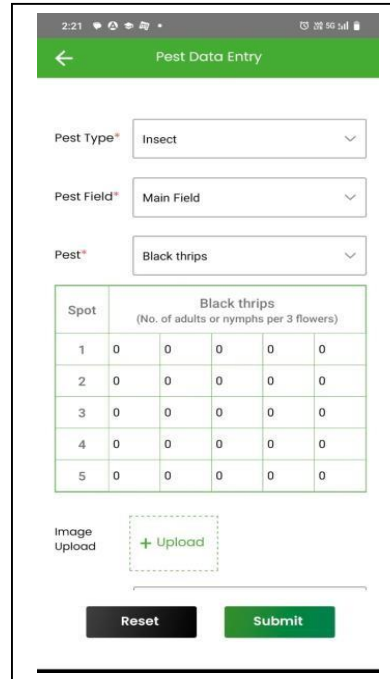 2:21
5G
Pest Data Entry
Pest Type* Insect
Pest Field* Main Field
Pest* Black thrips
Spot Black thrips
(No. of adults or nymphs per 3 flowers)
1 0 0 0 0 0
2 0 0 0 0 0
3 0 0 0 0 0
4 0 0 0 0 0
5 0 0 0 0 0
Image
Upload
+ Upload
Reset Submit